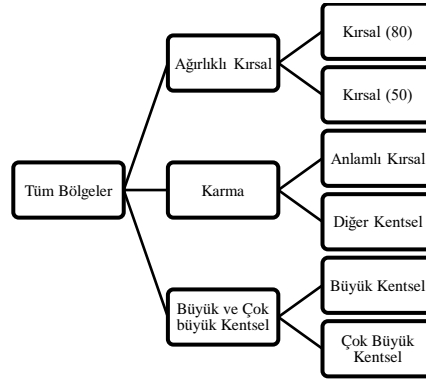 Tüm Bölgeler
Ağırlıklı Kırsal
Kırsal (80)
Kırsal (50)
Karma
Anlamlı Kırsal
Diğer Kentsel
Büyük ve Çok
büyük Kentsel
Büyük Kentsel
Çok Büyük
Kentsel